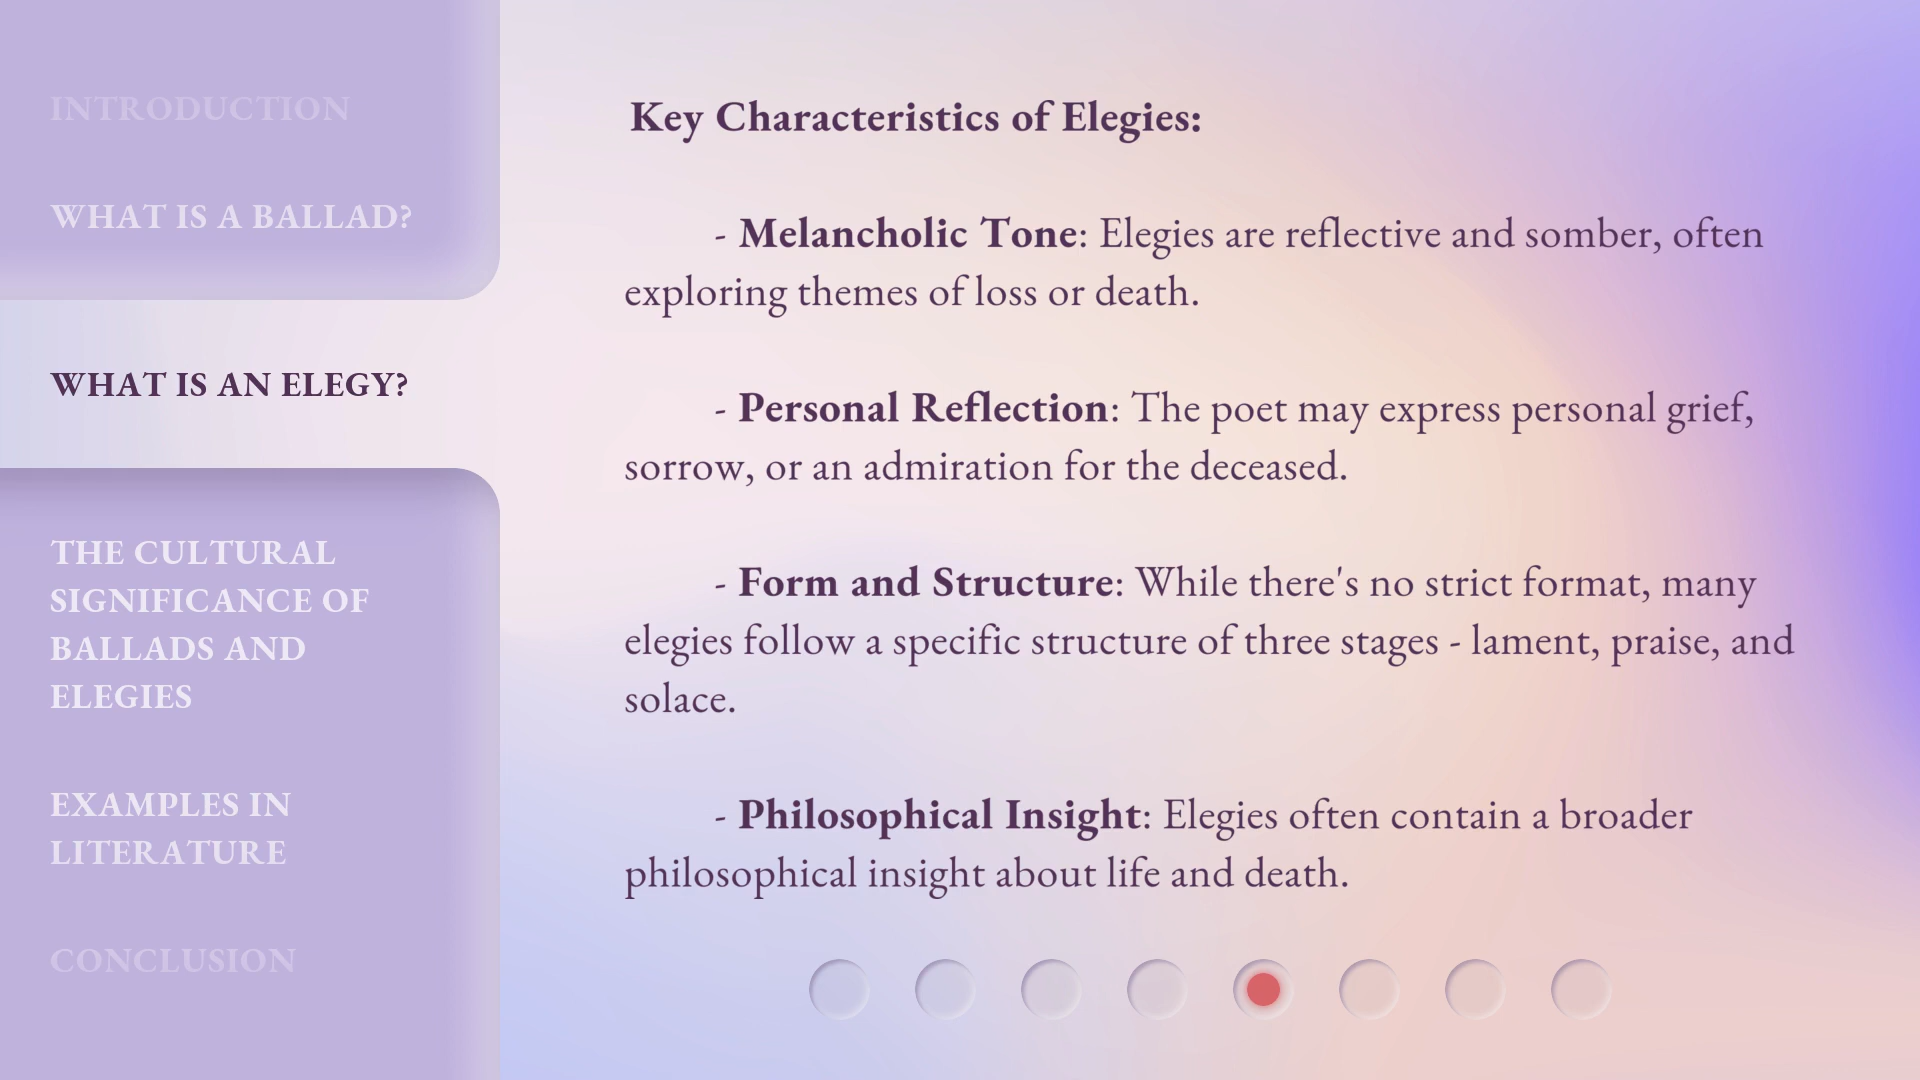 INTRODUCTION
WHAT IS A BALLAD?
WHAT IS AN ELEGY?
THE CULTURAL
SIGNIFICANCE OF
BALLADS AND
ELEGIES
EXAMPLES IN
LITERATURE
CONCLUSION
Key Characteristics of Elegies:
- Melancholic Tone: Elegies are reflective and somber, often
exploring themes of loss or death.
- Personal Reflection: The poet may express personal grief,
sorrow, or an admiration for the deceased.
- Form and Structure: While there's no strict format, many
elegies follow a specific structure of three stages - lament, praise, and
solace.
- Philosophical Insight: Elegies often contain a broader
philosophical insight about life and death.